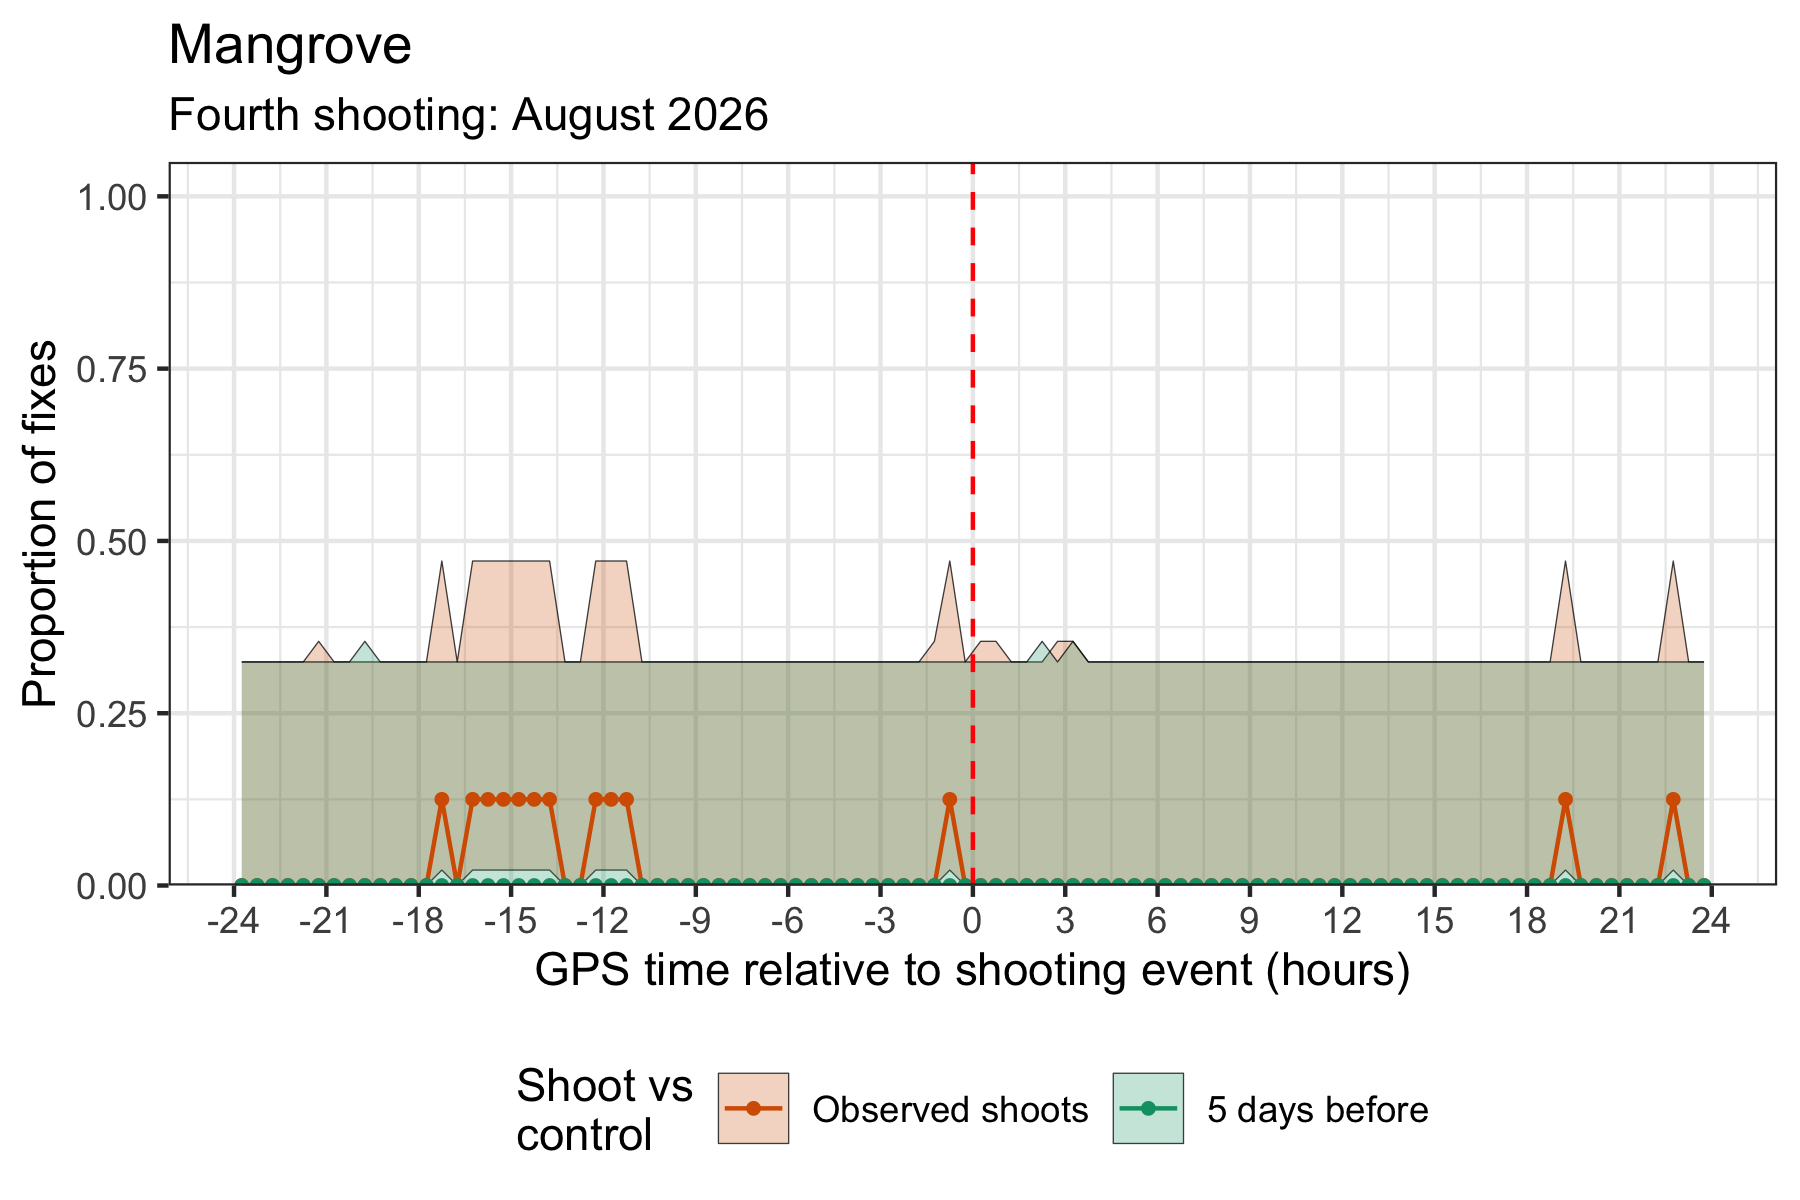 Mangrove
Fourth shooting: August 2026
Proportion of fixes
1.00
0.75
0.50
0.25
0.00
-24 -21 -18 -15 -12 -9 -6 -3 0 3 6 9 12 15 18 21 24
GPS time relative to shooting event (hours)
Shoot vs
control
Observed shoots
5 days before